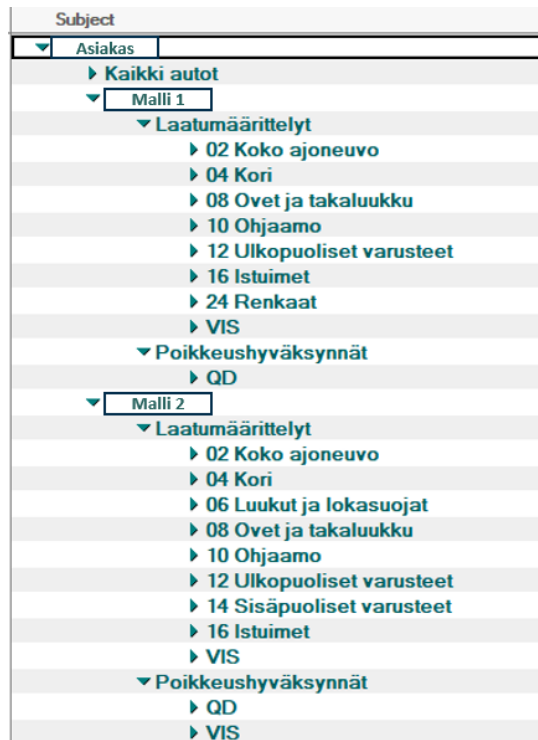 Subject
Asiakas
Kaikki autot
Malli 1
Laatumäärittelyt
02 Koko ajoneuvo
04 Kori
08 Ovet ja takaluukku
10 Ohjaamo
12 Ulkopuoliset varusteet
16 Istuimet
24 Renkaat
VIS
Poikkeushyväksynnät
QD
Malli 2
Laatumäärittelyt
02 Koko ajoneuvo
04 Kori
06 Luukut ja lokasuojat
08 Ovet ja takaluukku
10 Ohjaamo
12 Ulkopuoliset varusteet
14 Sisäpuoliset varusteet
16 Istuimet
VIS
Poikkeushyväksynnät
QD
VIS